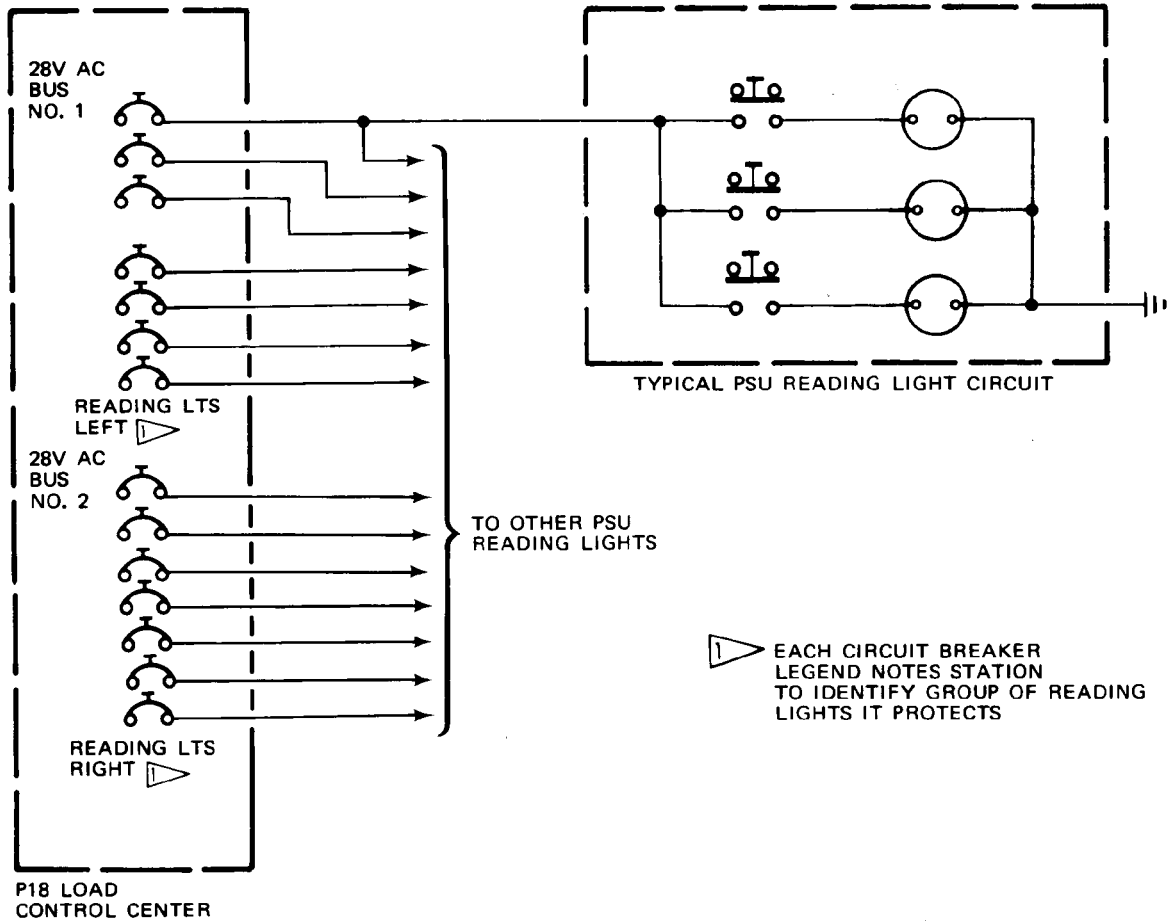 28V AC
BUS
NO. 1
READING LTS
LEFT 1
28V AC
BUS
NO. 2
READING LTS
RIGHT 1
P18 LOAD
CONTROL CENTER
TO OTHER PSU
READING LIGHTS
TYPICAL PSU READING LIGHT CIRCUIT
1 EACH CIRCUIT BREAKER
LEGEND NOTES STATION
TO IDENTIFY GROUP OF READING
LIGHTS IT PROTECTS